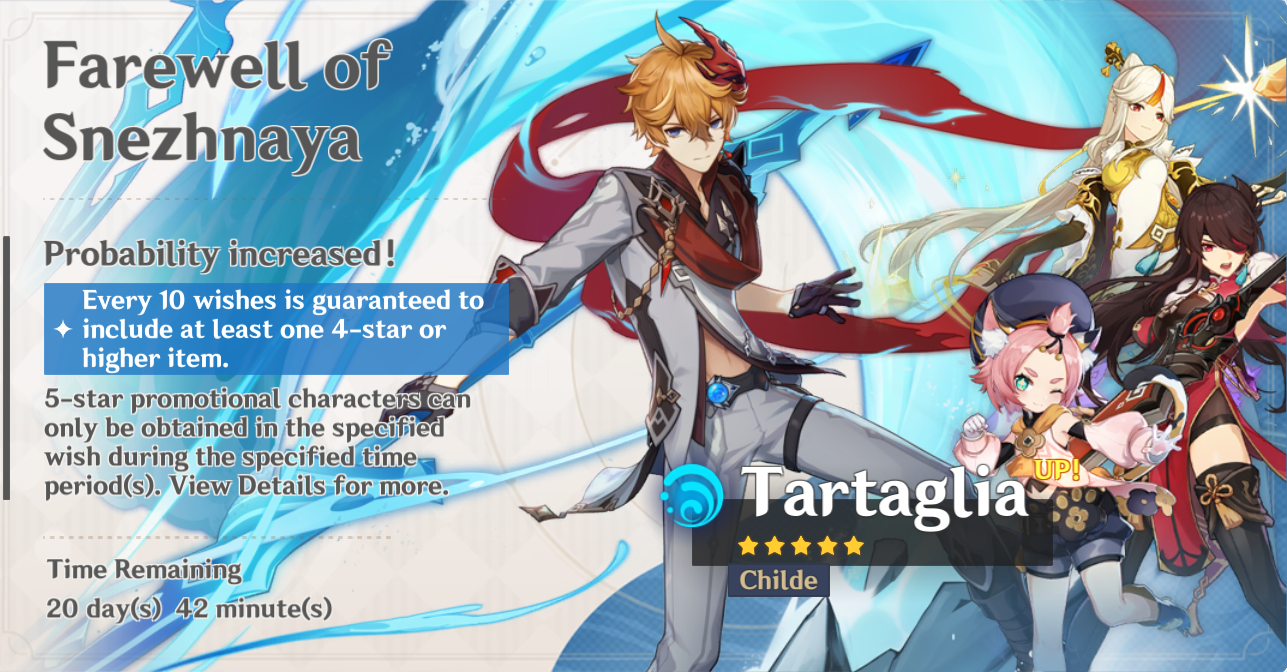 Farewell of
Snezhnaya
Probability increased!
Every 10 wishes is guaranteed to
include at least one 4-star or
higher item.
5-star promotional characters can
only be obtained in the specified
wish during the specified time
period(s). View Details for more.
Time Remaining
20 day(s) 42 minute(s)
Tartaglia
UP!
Childe